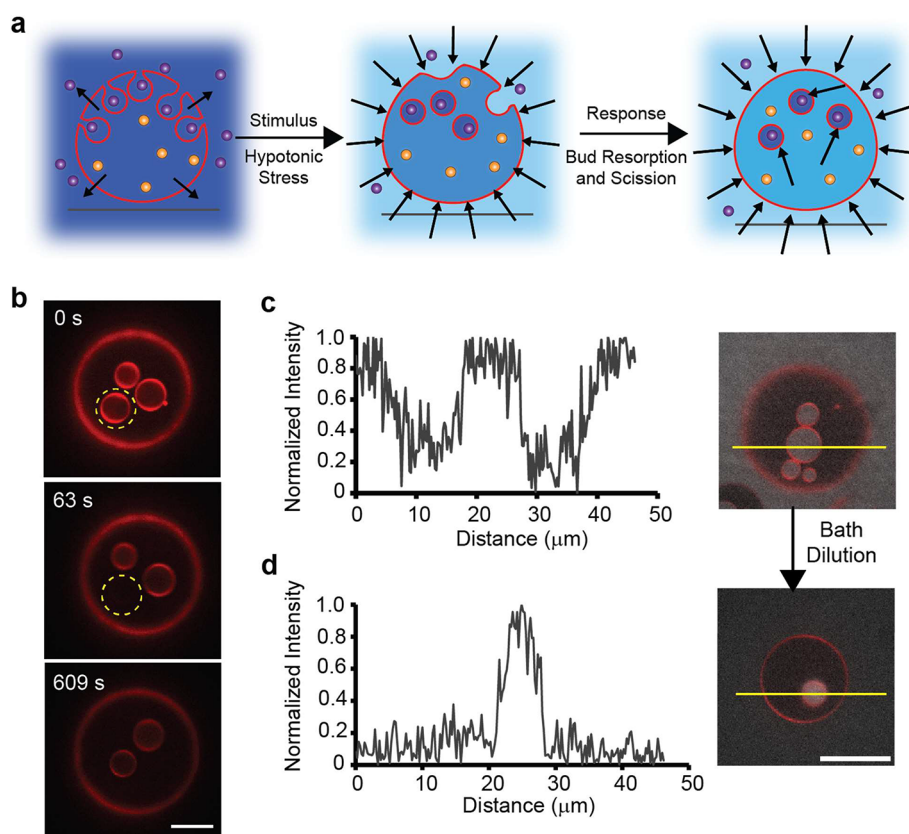 a
Stimulus
Hypotonic
Stress
Response
Bud Resorption
and Scission
b
0 s
63 s
609 s
c
Normalized Intensity
1.0
0.8
0.6
0.4
0.2
0
0 10 20 30 40 50
Distance (μm)
Bath
Dilution
d
Normalized Intensity
1.0
0.8
0.6
0.4
0.2
0
0 10 20 30 40 50
Distance (μm)